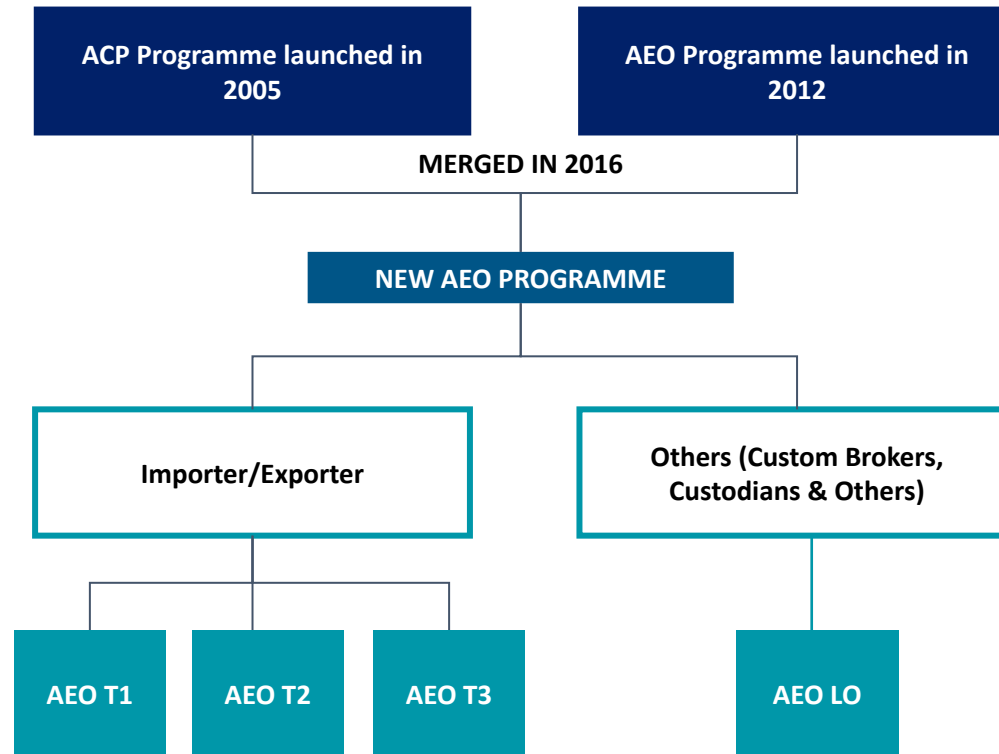 ACP Programme launched in
2005
AEO Programme launched in
2012
MERGED IN 2016
NEW AEO PROGRAMME
Importer/Exporter
Others (Custom Brokers,
Custodians & Others)
AEO T1
AEO T2
AEO T3
AEO LO